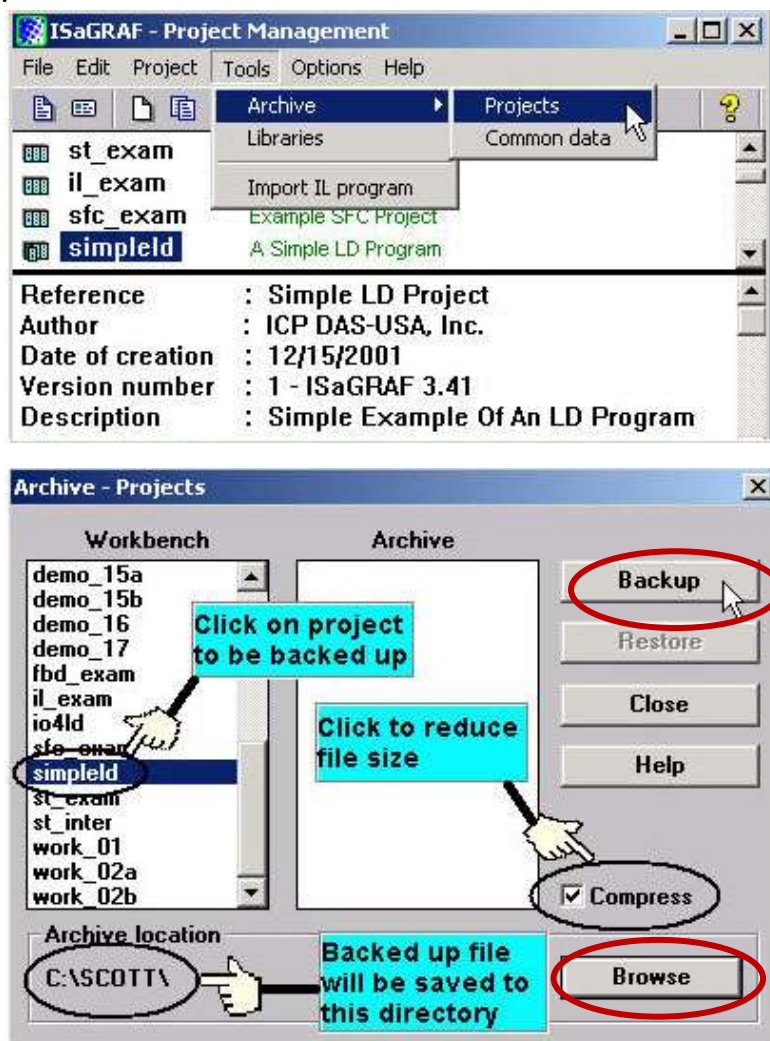 ISaGRAF - Project Management
File Edit Project Tools Options Help
Archive
Projects
Libraries
Common data
Import IL program
st_exam
il_exam
sfc_exam Example SFC Project
simpleld A Simple LD Program
Reference : Simple LD Project
Author : ICP DAS-USA, Inc.
Date of creation : 12/15/2001
Version number : 1 - ISaGRAF 3.41
Description : Simple Example Of An LD Program
Archive - Projects
Workbench
Archive
demo_15a
demo_15b
demo_16
demo_17
fbd_exam
il_exam
io4ld
sfc_exam
simpleld
st_exam
st_inter
work_01
work_02a
work_02b
Click on project
to be backed up
Click to reduce
file size
Backup
Restore
Close
Help
Compress
Archive location
C:\SCOTT\
Backed up file
will be saved to
this directory
Browse